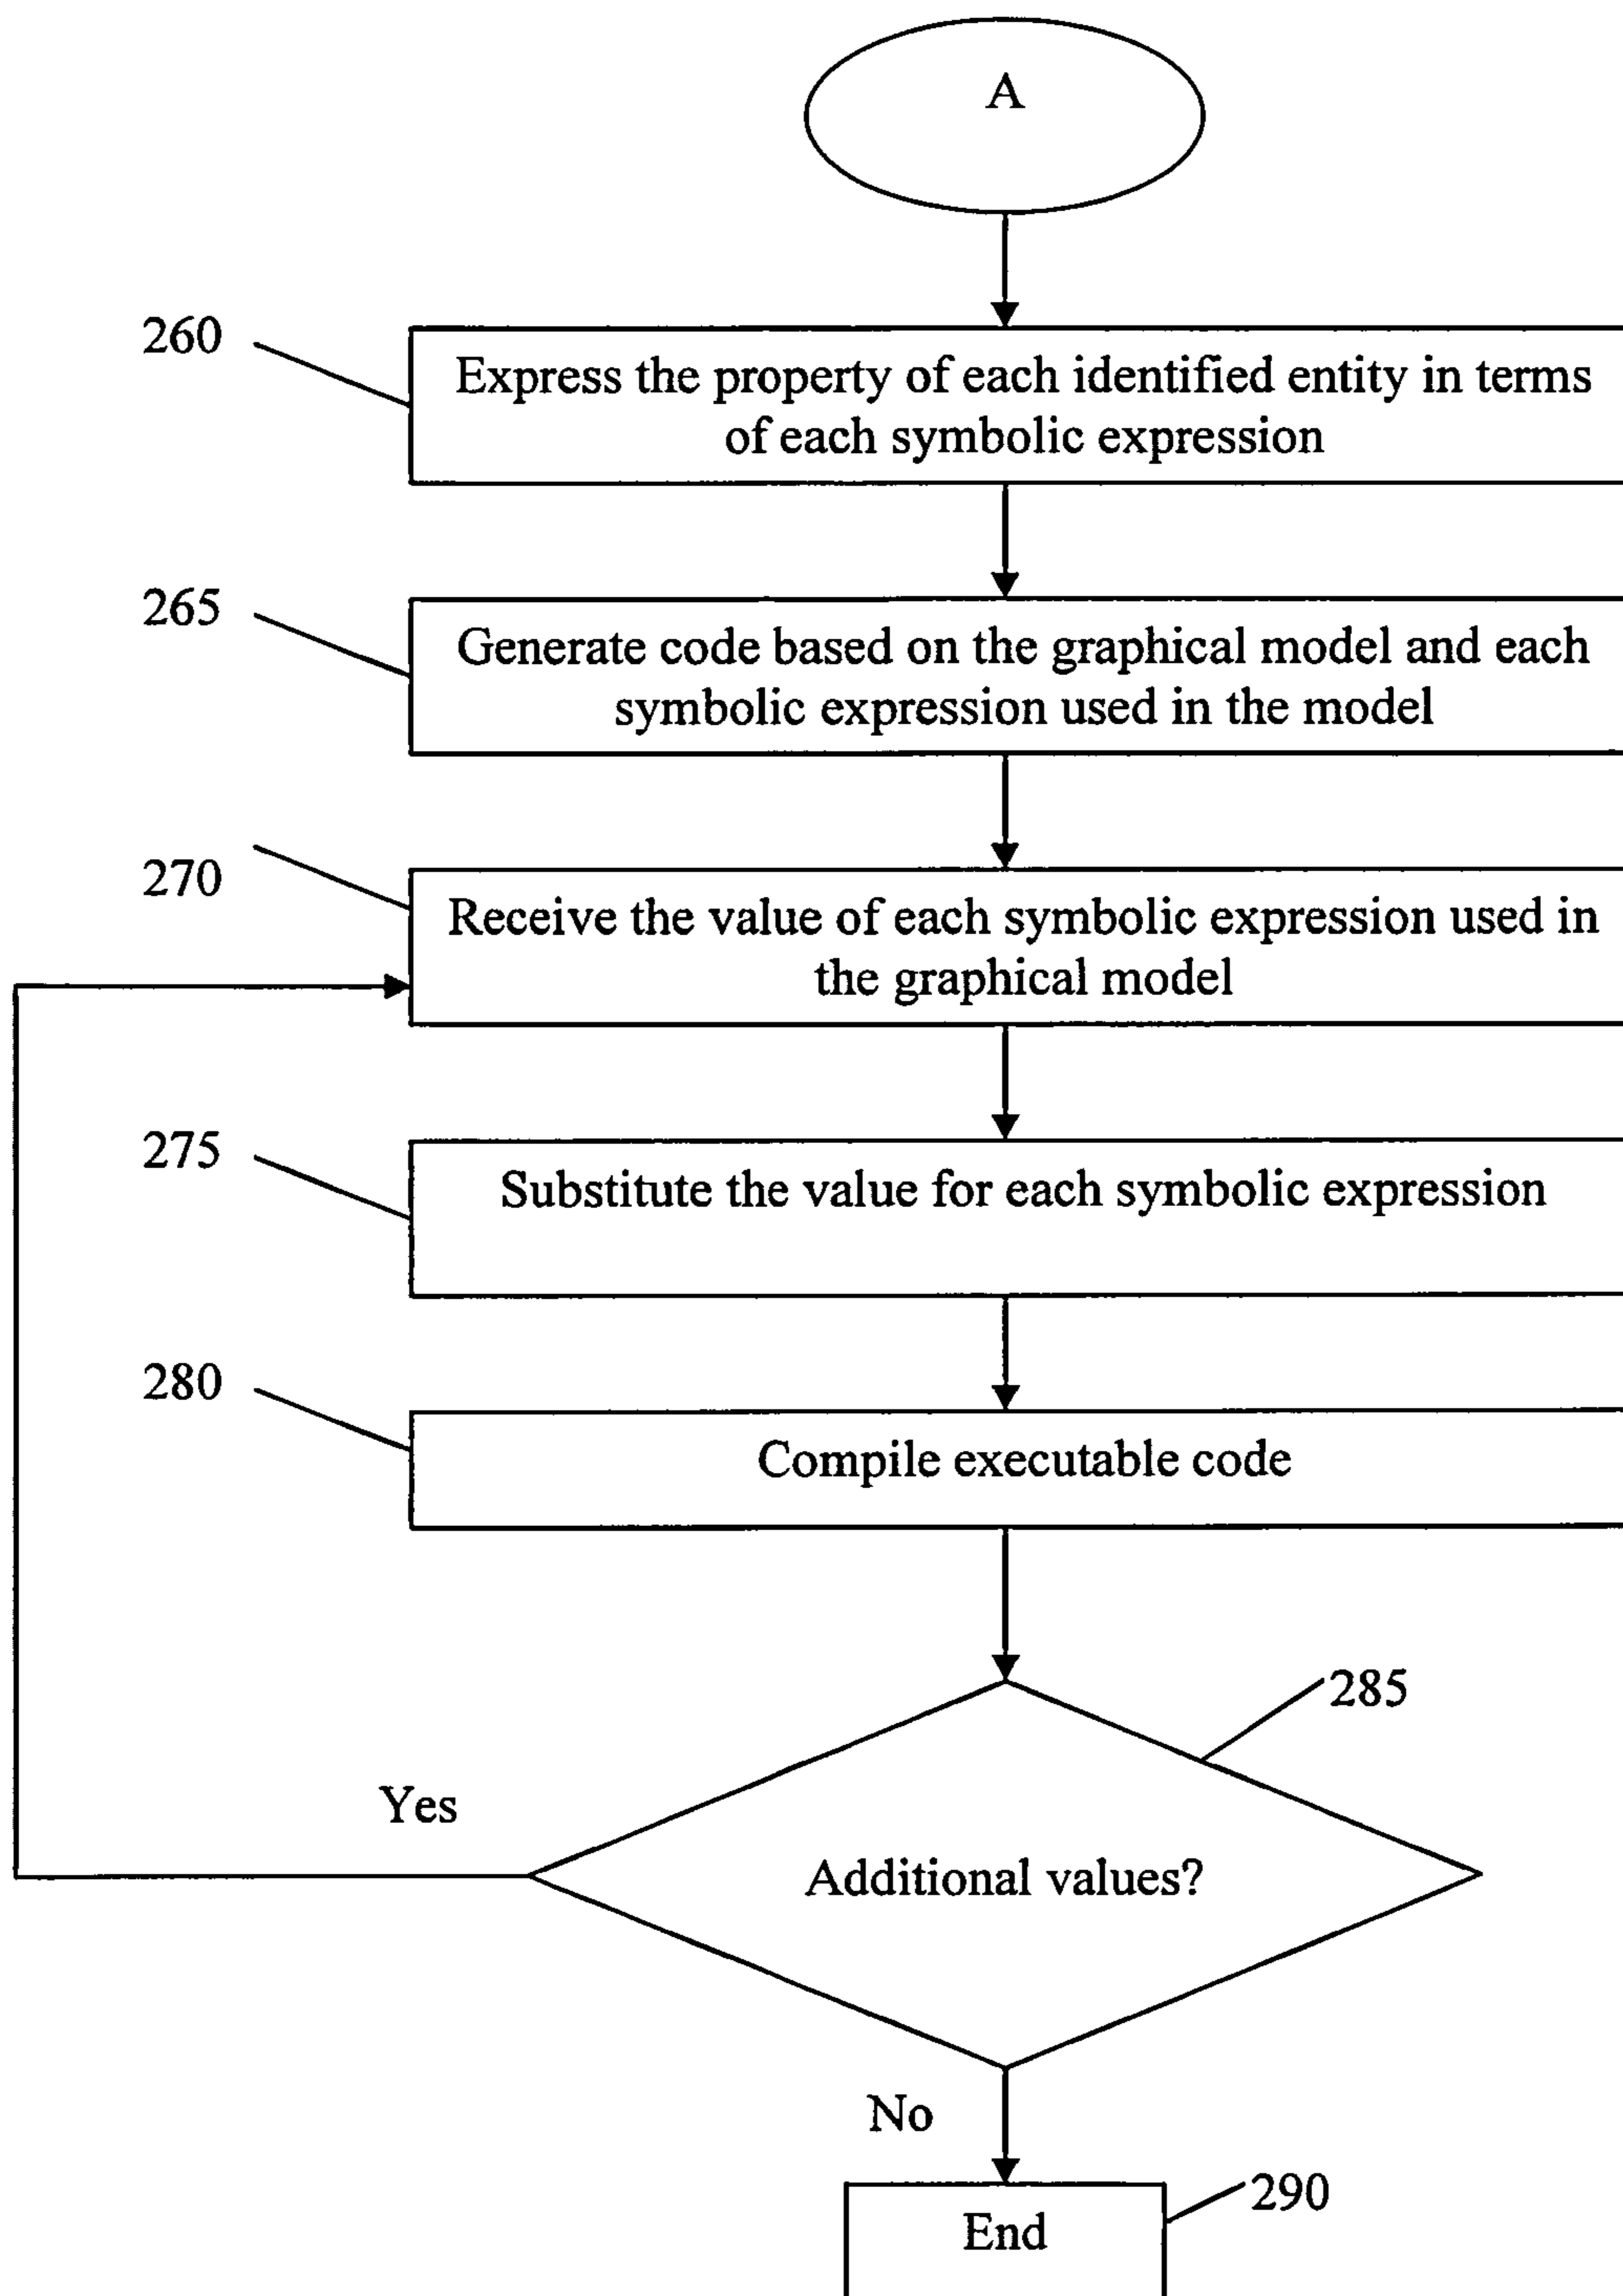 A
260
Express the property of each identified entity in terms
of each symbolic expression
265
Generate code based on the graphical model and each
symbolic expression used in the model
270
Receive the value of each symbolic expression used in
the graphical model
275
Substitute the value for each symbolic expression
280
Compile executable code
285
Yes
Additional values?
No
290
End